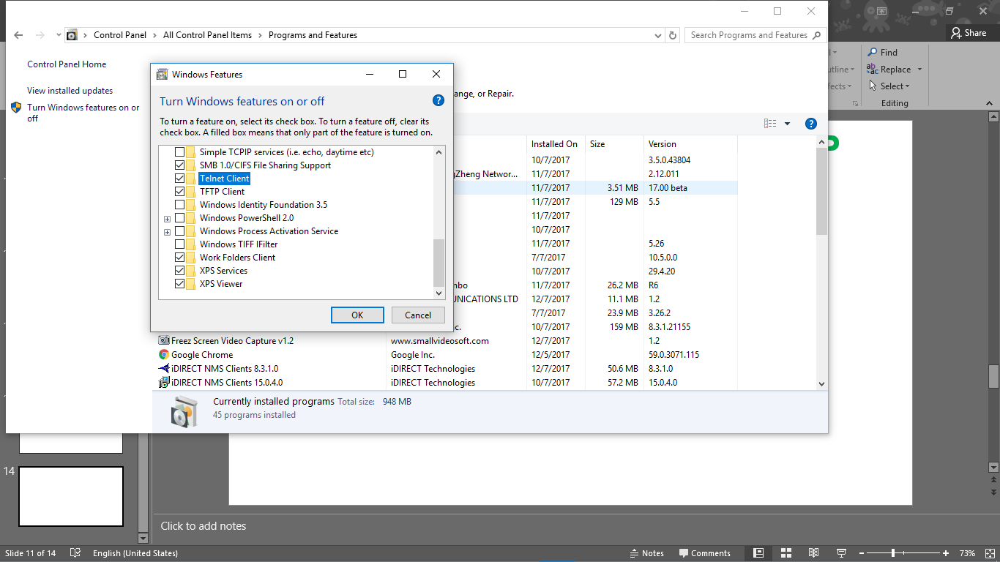 Control Panel > All Control Panel Items > Programs and Features
Search Programs and Features
Share
Control Panel Home
View installed updates
Turn Windows features on or
off
Windows Features
Turn Windows features on or off
To turn a feature on, select its check box. To turn a feature off, clear its
check box. A filled box means that only part of the feature is turned on.
Simple TCPIP services (i.e. echo, daytime etc)
SMB 1.0/CIFS File Sharing Support
Telnet Client
TFTP Client
Windows Identity Foundation 3.5
Windows PowerShell 2.0
Windows Process Activation Service
Windows TIFF IFilter
Work Folders Client
XPS Services
XPS Viewer
OK Cancel
ange, or Repair.
Installed On Size Version
10/7/2017 3.5.0.43804
gZheng Networ... 11/7/2017 2.12.011
11/7/2017 3.51 MB 17.00 beta
11/7/2017 129 MB 5.5
11/7/2017
10/7/2017
11/7/2017 5.26
7/7/2017 10.5.0.0
10/7/2017 29.4.20
mbo 11/7/2017 26.2 MB R6
UNICATIONS LTD 12/7/2017 11.1 MB 1.2
7/7/2017 23.9 MB 3.26.2
c. 10/7/2017 159 MB 8.3.1.21155
Freez Screen Video Capture v1.2 www.smallvideosoft.com 12/7/2017 1.2
Google Chrome Google Inc. 12/5/2017 59.0.3071.115
iDIRECT NMS Clients 8.3.1.0 iDIRECT Technologies 12/7/2017 50.6 MB 8.3.1.0
iDIRECT NMS Clients 15.0.4.0 iDIRECT Technologies 10/7/2017 57.2 MB 15.0.4.0
Currently installed programs Total size: 948 MB
45 programs installed
Find
utline
Replace
fects
Select
Editing
14
Click to add notes
Slide 11 of 14 English (United States) Notes Comments 73%